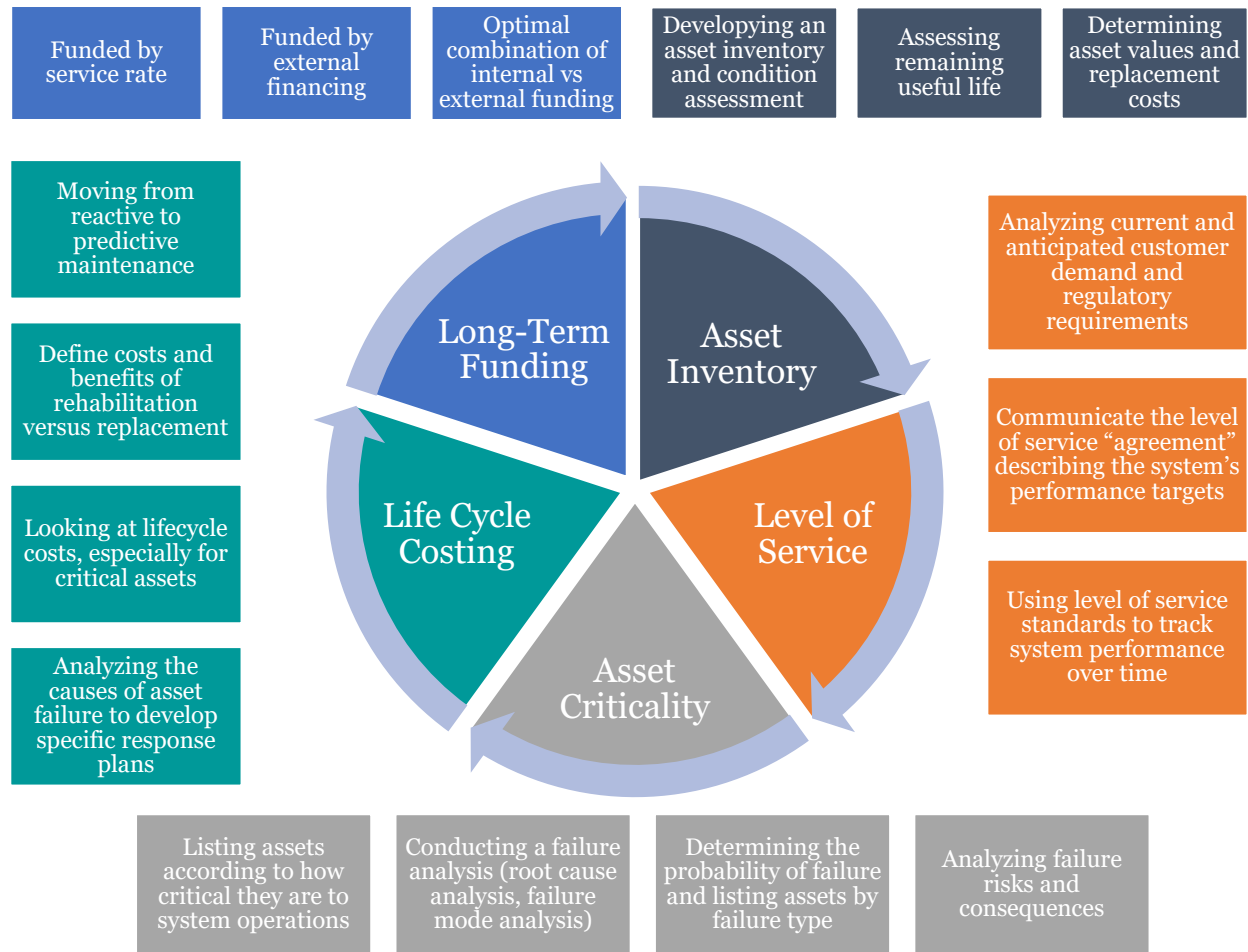 Funded by
service rate
Funded by
external
financing
Optimal
combination of
internal vs
external funding
Developying an
asset inventory
and condition
assessment
Assessing
remaining
useful life
Determining
asset values and
replacement
costs
Moving from
reactive to
predictive
maintenance
Define costs and
benefits of
rehabilitation
versus replacement
Looking at lifecycle
costs, especially for
critical assets
Analyzing the
causes of asset
failure to develop
specific response
plans
Long-Term
Funding
Asset
Inventory
Life Cycle
Costing
Level of
Service
Asset
Criticality
Analyzing current and
anticipated customer
demand and
regulatory
requirements
Communicate the level
of service “agreement”
describing the system’s
performance targets
Using level of service
standards to track
system performance
over time
Listing assets
according to how
critical they are to
system operations
Conducting a failure
analysis (root cause
analysis, failure
mode analysis)
Determining the
probability of failure
and listing assets by
failure type
Analyzing failure
risks and
consequences